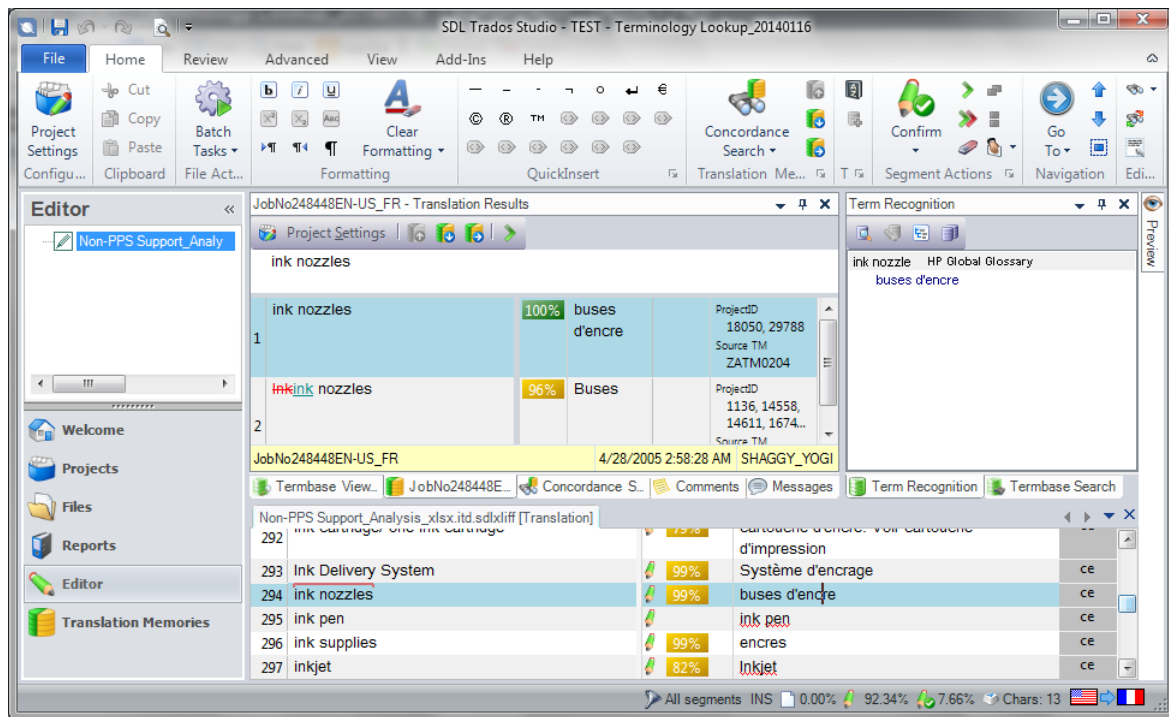 SDL Trados Studio - TEST - Terminology Lookup_20140116
File Home Review Advanced View Add-Ins Help
Project Settings
Cut
Copy
Paste
Batch Tasks
Clear Formatting
© ® TM €
Concordance Search
Confirm
Go To
Configu... Clipboard File Act... Formatting QuickInsert Translation Me... T Segment Actions Navigation Edi...
Editor
Non-PPS Support_Analy
Welcome
Projects
Files
Reports
Editor
Translation Memories
JobNo248448EN-US_FR - Translation Results
Project Settings
ink nozzles
1 ink nozzles 100% buses d'encre ProjectID 18050, 29788 Source TM ZATM0204
2 Inkink nozzles 96% Buses ProjectID 1136, 14558, 14611, 1674... Source TM
JobNo248448EN-US_FR 4/28/2005 2:58:28 AM SHAGGY_YOGI
Termbase View... JobNo248448E... Concordance S... Comments Messages
Term Recognition
ink nozzle HP Global Glossary
buses d'encre
Term Recognition Termbase Search
Preview
Non-PPS Support_Analysis_xlsx.itd.sdlxliff [Translation]
292 d'impression
293 Ink Delivery System 99% Système d'encrage ce
294 ink nozzles 99% buses d'encre ce
295 ink pen ink pen ce
296 ink supplies 99% encres ce
297 inkjet 82% Inkjet ce
All segments INS 0.00% 92.34% 7.66% Chars: 13